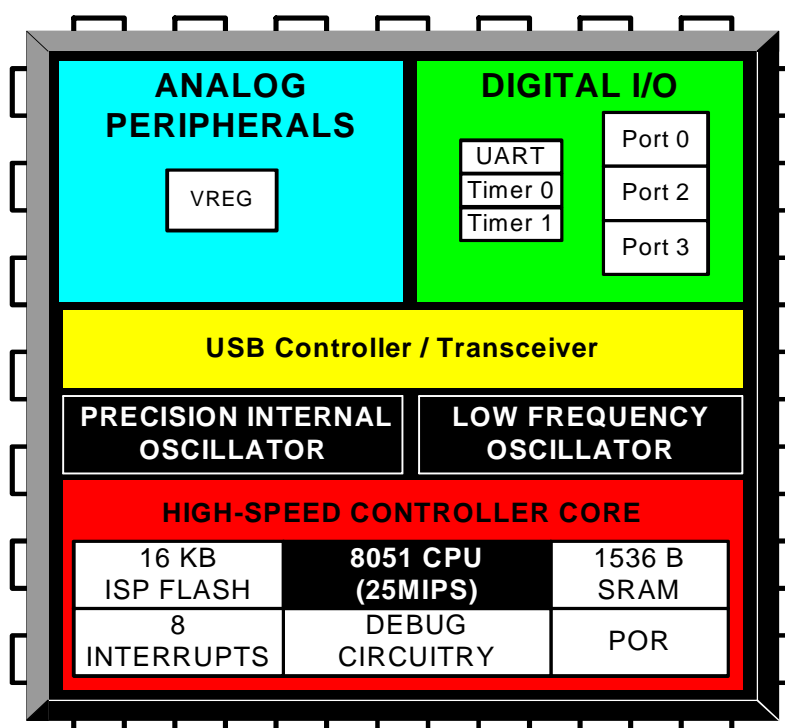 ANALOG
PERIPHERALS
VREG
DIGITAL I/O
UART
Timer 0
Timer 1
Port 0
Port 2
Port 3
USB Controller / Transceiver
PRECISION INTERNAL
OSCILLATOR
LOW FREQUENCY
OSCILLATOR
HIGH-SPEED CONTROLLER CORE
16 KB
ISP FLASH
8051 CPU
(25MIPS)
1536 B
SRAM
8
INTERRUPTS
DEBUG
CIRCUITRY
POR